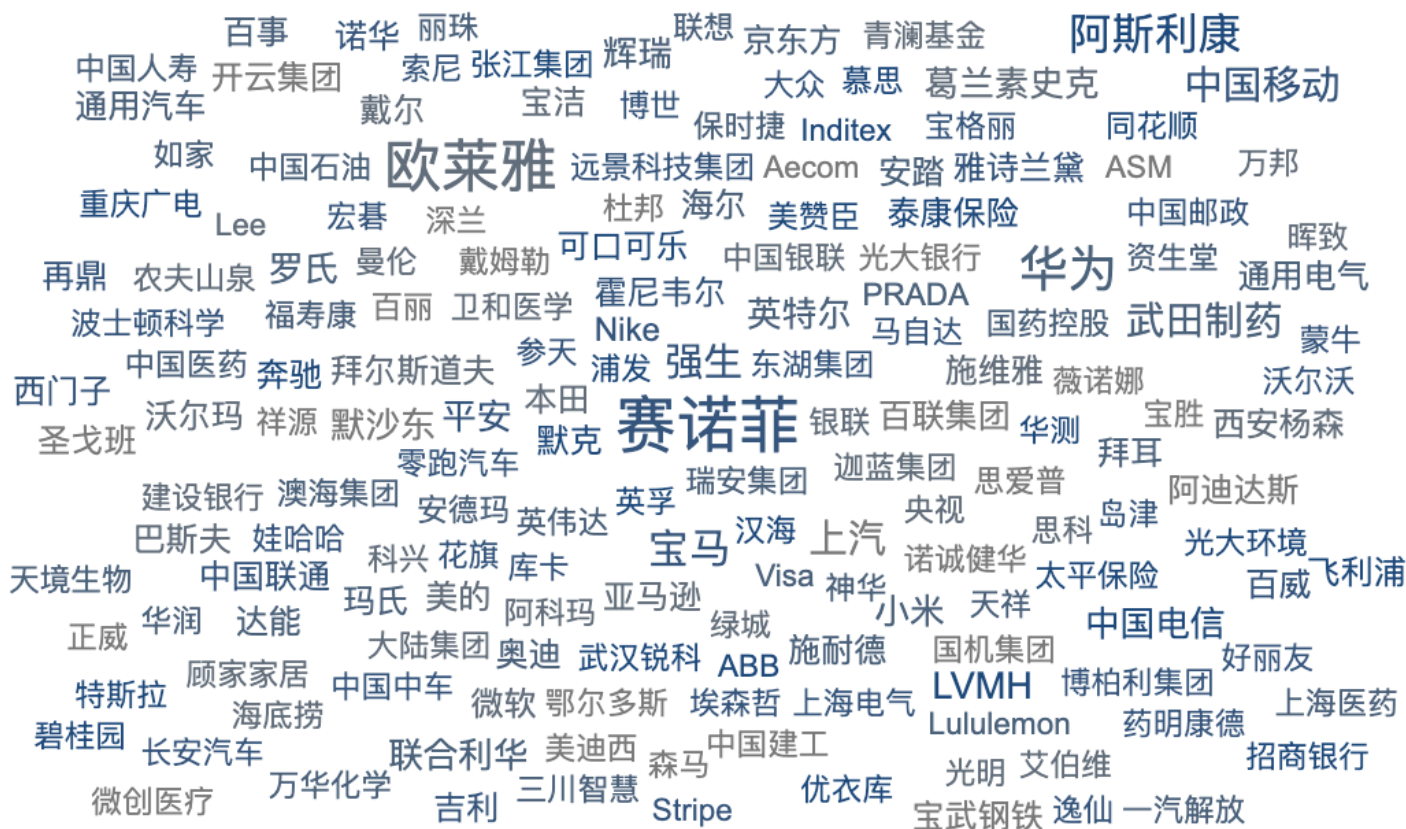 百事 诺华 丽珠 联想 京东方 青澜基金 阿斯利康
中国人寿 开云集团 索尼 张江集团 辉瑞 大众 慕思 葛兰素史克 中国移动
通用汽车 戴尔 宝洁 博世 保时捷 Inditex 宝格丽 同花顺
如家 中国石油 欧莱雅 远景科技集团 Aecom 安踏 雅诗兰黛 ASM 万邦
重庆广电 Lee 宏碁 深兰 杜邦 海尔 美赞臣 泰康保险 中国邮政
再鼎 农夫山泉 罗氏 曼伦 戴姆勒 可口可乐 中国银联 光大银行 华为 资生堂 晖致 通用电气
波士顿科学 福寿康 百丽 卫和医学 霍尼韦尔 Nike 英特尔 PRADA 马自达 国药控股 武田制药 蒙牛
西门子 中国医药 奔驰 拜尔斯道夫 参天 浦发 强生 东湖集团 施维雅 薇诺娜 沃尔沃
圣戈班 沃尔玛 祥源 默沙东 平安 本田 默克 赛诺菲 银联 百联集团 华测 宝胜 西安杨森
零跑汽车 瑞安集团 迦蓝集团 思爱普 拜耳
建设银行 澳海集团 安德玛 英伟达 英孚 央视 岛津 阿迪达斯
巴斯夫 娃哈哈 科兴 花旗 库卡 宝马 汉海 上汽 诺诚健华 思科 光大环境
天境生物 中国联通 玛氏 美的 阿科玛 亚马逊 Visa 神华 小米 天祥 太平保险 百威 飞利浦
正威 华润 达能 大陆集团 奥迪 武汉锐科 绿城 ABB 施耐德 国机集团 中国电信 好丽友
特斯拉 顾家家居 中国中车 微软 鄂尔多斯 埃森哲 上海电气 LVMH 博柏利集团 上海医药
碧桂园 海底捞 长安汽车 联合利华 美迪西 森马 中国建工 Lululemon 药明康德 招商银行
微创医疗 万华化学 吉利 三川智慧 Stripe 优衣库 光明 艾伯维 宝武钢铁 逸仙 一汽解放